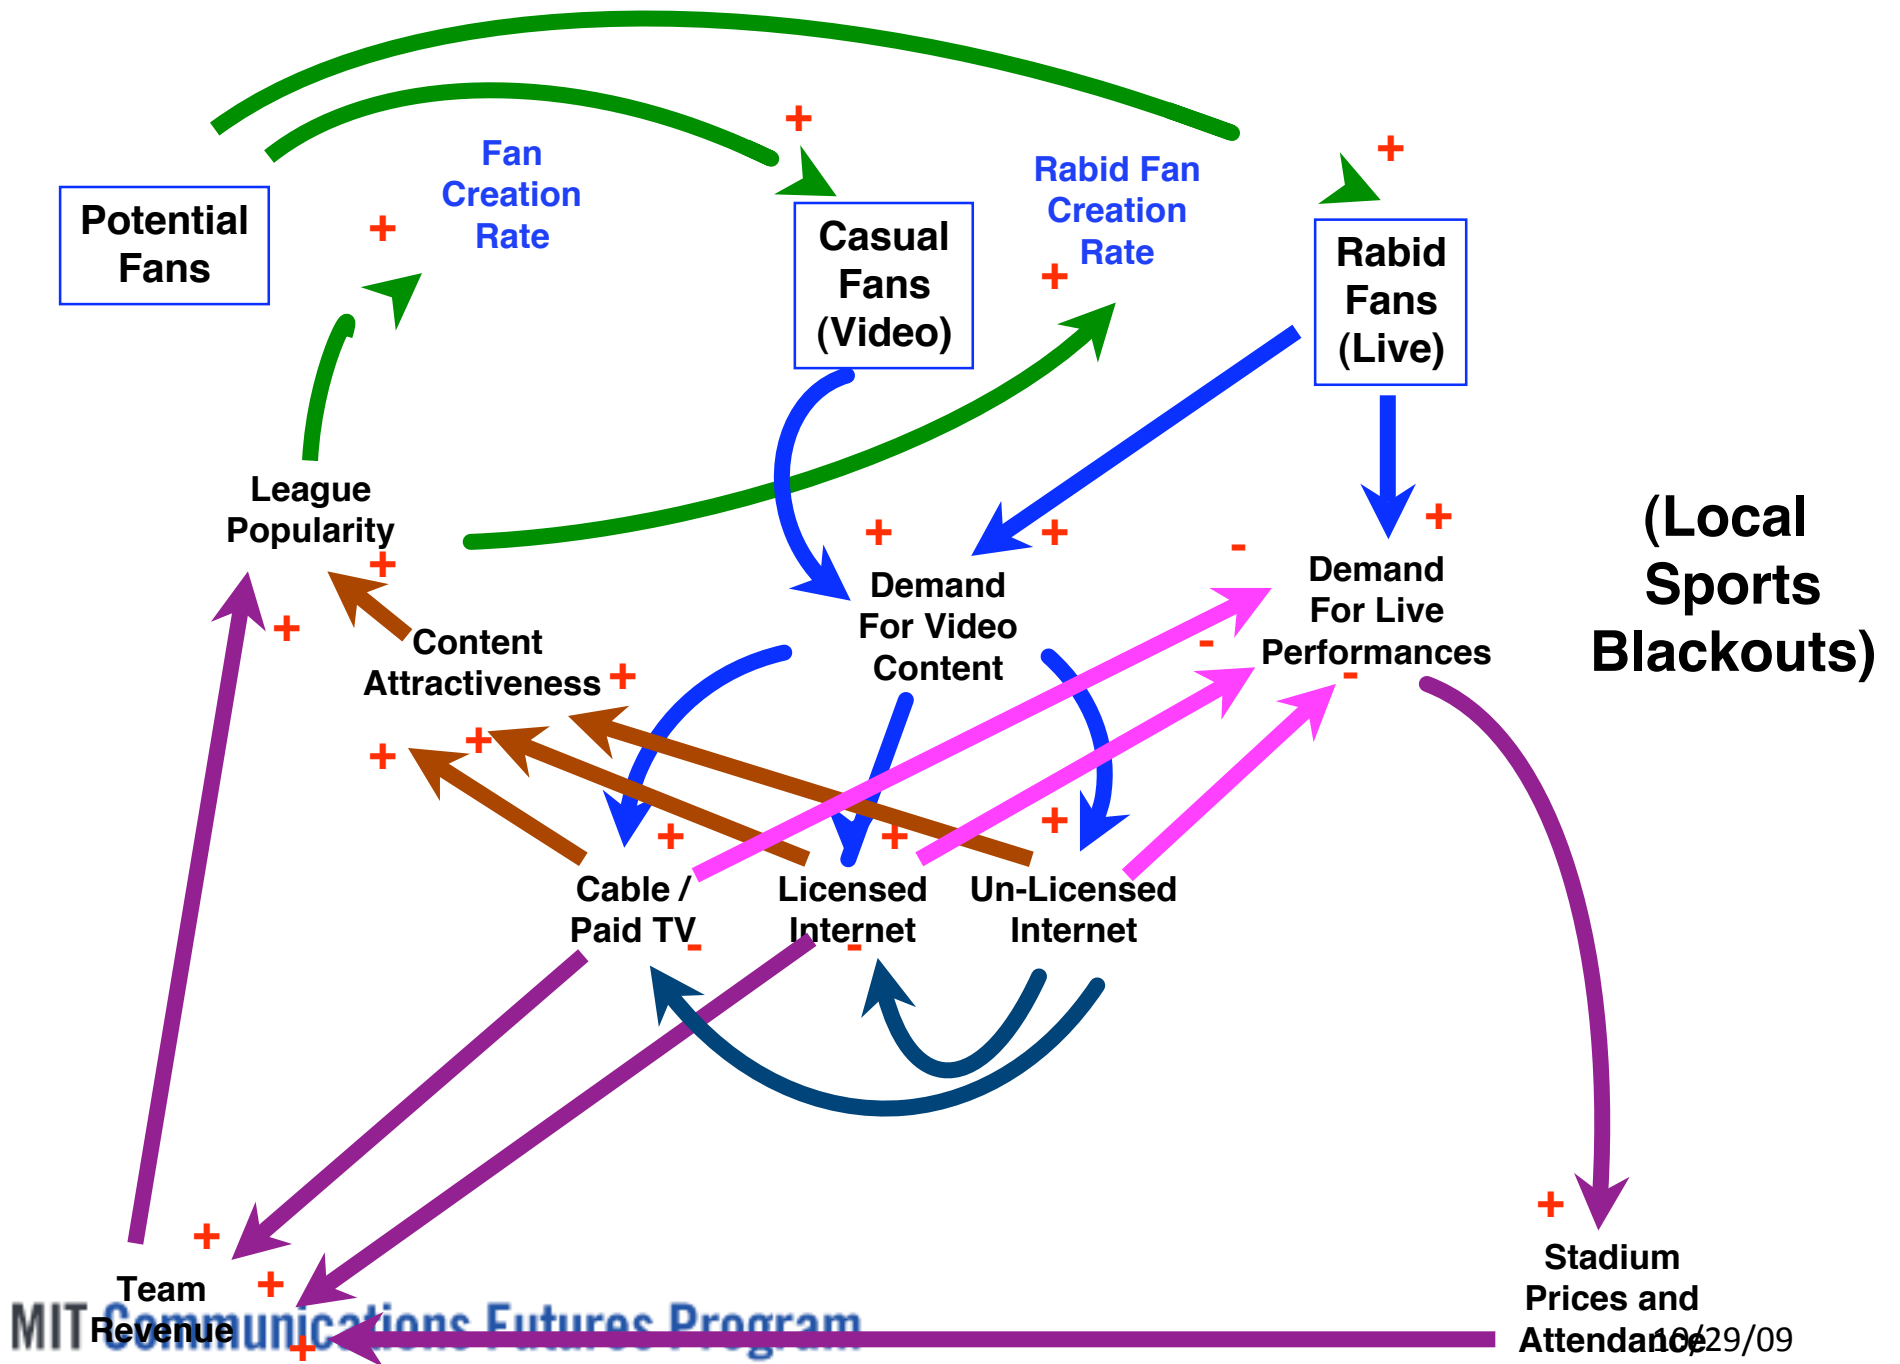 +
+
Fan
Creation
Rate
Rabid Fan
Creation
Rate
Potential
Fans
+
Casual
Fans
(Video)
+
Rabid
Fans
(Live)
League
Popularity
+
+
+
+
-
+
(Local
Sports
Blackouts)
Demand
For Video
Content
Demand
For Live
Performances
-
-
+
Content
Attractiveness
+
+
+
+
+
+
Cable /
Paid TV
-
Licensed
Internet
-
Un-Licensed
Internet
+
+
+
+
Team
Revenue
Stadium
Prices and
Attendance
MIT Communications Futures Program
10/29/09